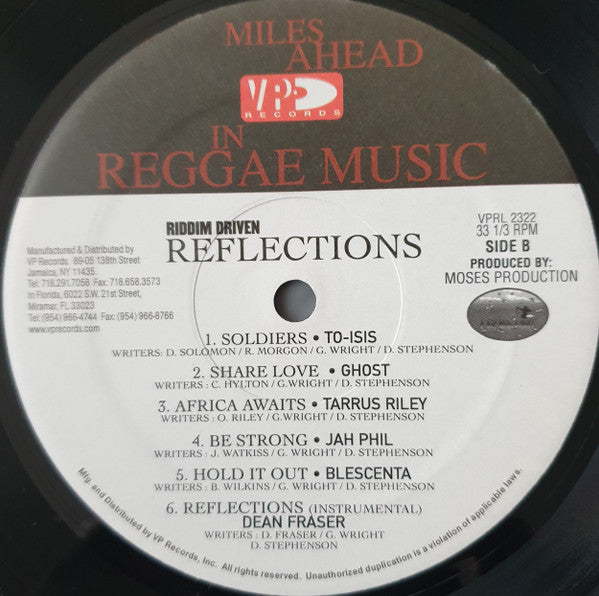 MILES
AHEAD
VP
RECORDS
IN
REGGAE MUSIC
RIDDIM DRIVEN
REFLECTIONS
VPRL 2322
33 1/3 RPM
SIDE B
PRODUCED BY:
MOSES PRODUCTION
Manufactured & Distributed by
VP Records. 89-05 138th Street
Jamaica, NY 11435.
Tel: 718.291.7058 Fax: 718.658.3573
In Florida, 6022 S.W. 21st Street,
Miramar, FL 33023
Tel: (954) 966-4744 Fax: (954) 966-8766
www.vprecords.com
1. SOLDIERS • TO-ISIS
WRITERS: D. SOLOMON / R. MORGON / G. WRIGHT / D. STEPHENSON
2. SHARE LOVE • GHOST
WRITERS : C. HYLTON / G.WRIGHT / D. STEPHENSON
3. AFRICA AWAITS • TARRUS RILEY
WRITERS : O. RILEY / G.WRIGHT / D. STEPHENSON
4. BE STRONG • JAH PHIL
WRITERS : J. WATKISS / G. WRIGHT / D. STEPHENSON
5. HOLD IT OUT • BLESCENTA
WRITERS : B. WILKINS / G. WRIGHT / D. STEPHENSON
6. REFLECTIONS (INSTRUMENTAL)
DEAN FRASER
WRITERS : D. FRASER / G. WRIGHT
D. STEPHENSON
Mfg. and Distributed by VP Records, Inc. All rights reserved. Unauthorized duplication is a violation of applicable laws.